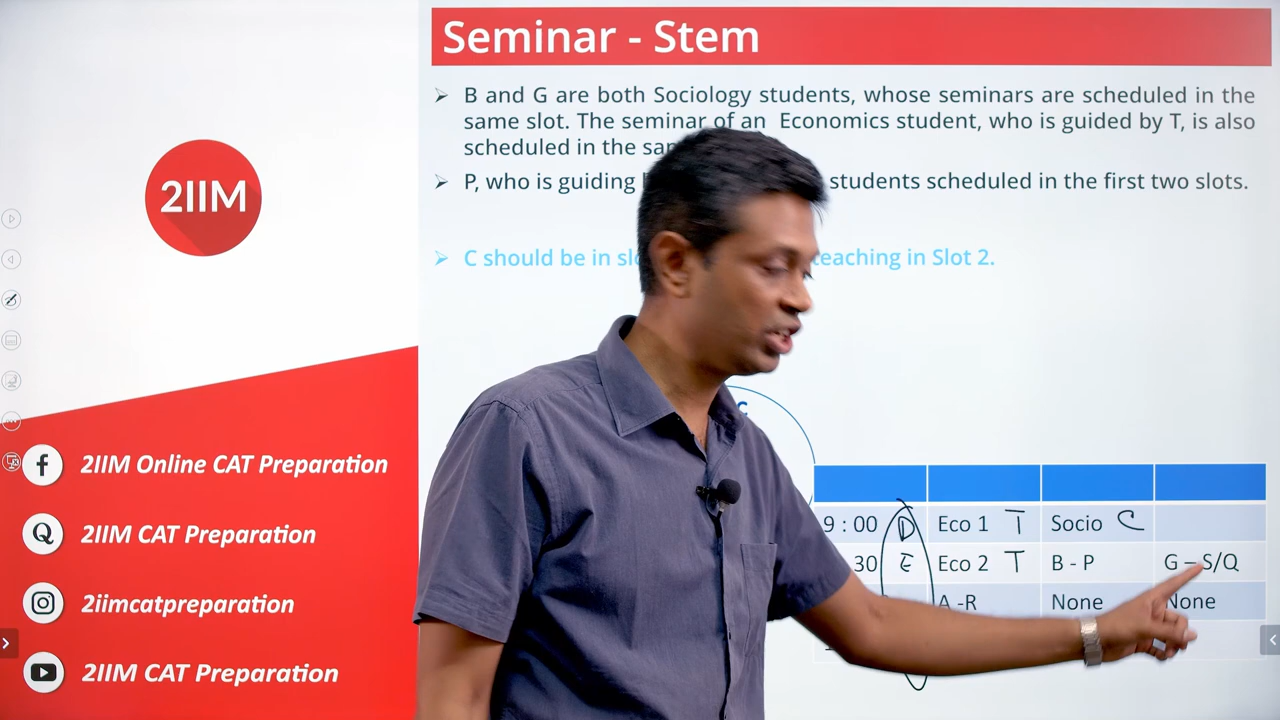 Seminar - Stem
B and G are both Sociology students, whose seminars are scheduled in the
same slot. The seminar of an Economics student, who is guided by T, is also
scheduled in the
P, who is guiding students scheduled in the first two slots.
C should be in teaching in Slot 2.
2IIM
2IIM Online CAT Preparation
2IIM CAT Preparation
2iimcatpreparation
2IIM CAT Preparation
C
9 : 00 D Eco 1 T Socio C
30 E Eco 2 T B - P G – S/Q
A -R None None